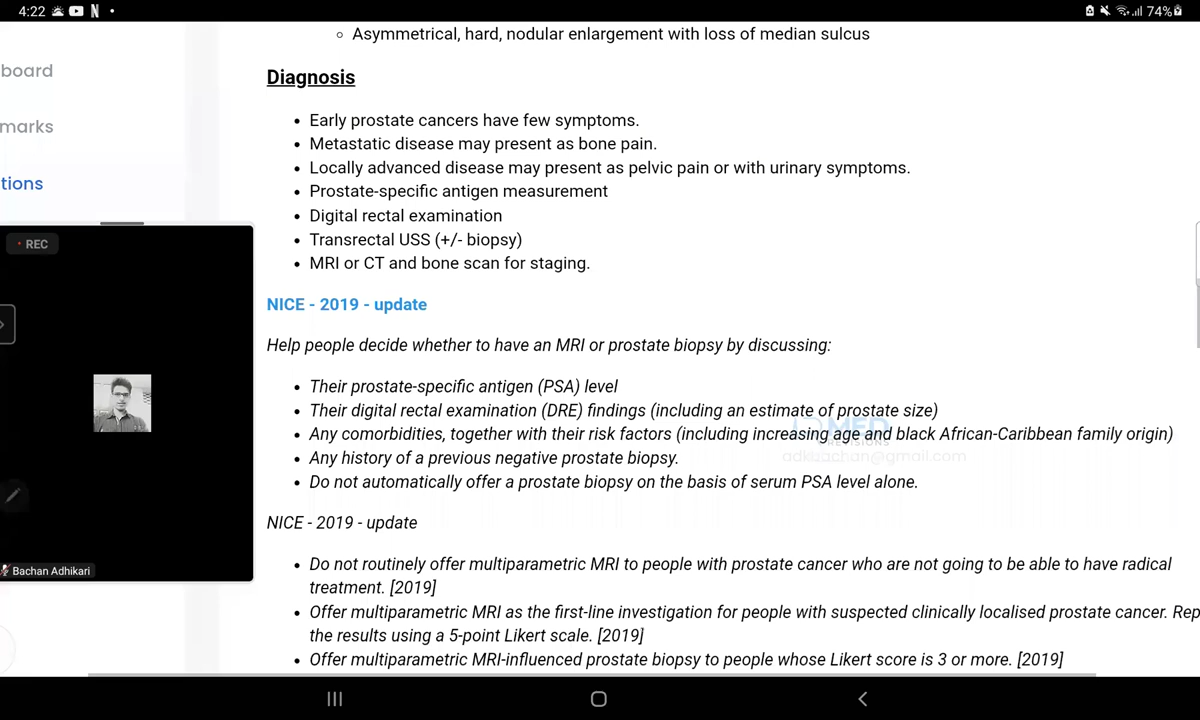 4:22 N • 74%
Asymmetrical, hard, nodular enlargement with loss of median sulcus
board
marks
tions
Diagnosis
Early prostate cancers have few symptoms.
Metastatic disease may present as bone pain.
Locally advanced disease may present as pelvic pain or with urinary symptoms.
Prostate-specific antigen measurement
Digital rectal examination
Transrectal USS (+/- biopsy)
MRI or CT and bone scan for staging.
REC
NICE - 2019 - update
Help people decide whether to have an MRI or prostate biopsy by discussing:
Their prostate-specific antigen (PSA) level
Their digital rectal examination (DRE) findings (including an estimate of prostate size)
Any comorbidities, together with their risk factors (including increasing age and black African-Caribbean family origin)
Any history of a previous negative prostate biopsy.
Do not automatically offer a prostate biopsy on the basis of serum PSA level alone.
MED
REVISIONS
NICE - 2019 - update
Do not routinely offer multiparametric MRI to people with prostate cancer who are not going to be able to have radical
treatment. [2019]
Offer multiparametric MRI as the first-line investigation for people with suspected clinically localised prostate cancer. Rep
the results using a 5-point Likert scale. [2019]
Offer multiparametric MRI-influenced prostate biopsy to people whose Likert score is 3 or more. [2019]
Bachan Adhikari